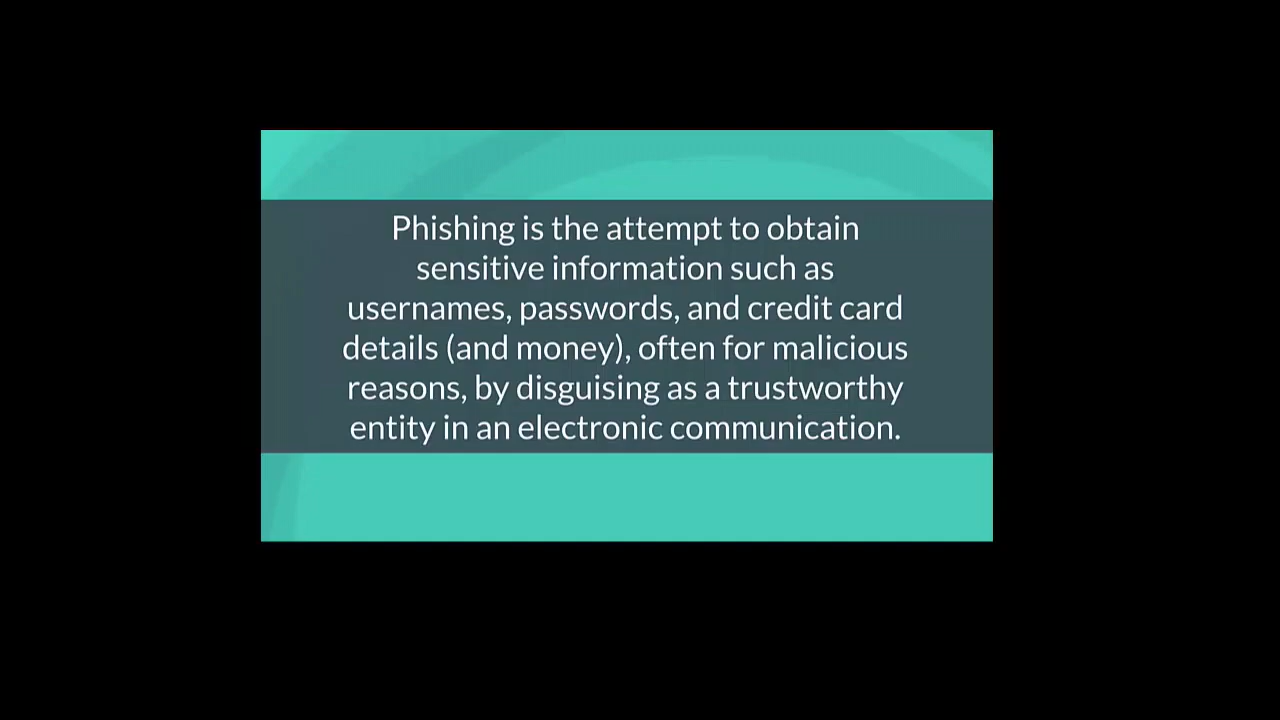 Phishing is the attempt to obtain
sensitive information such as
usernames, passwords, and credit card
details (and money), often for malicious
reasons, by disguising as a trustworthy
entity in an electronic communication.